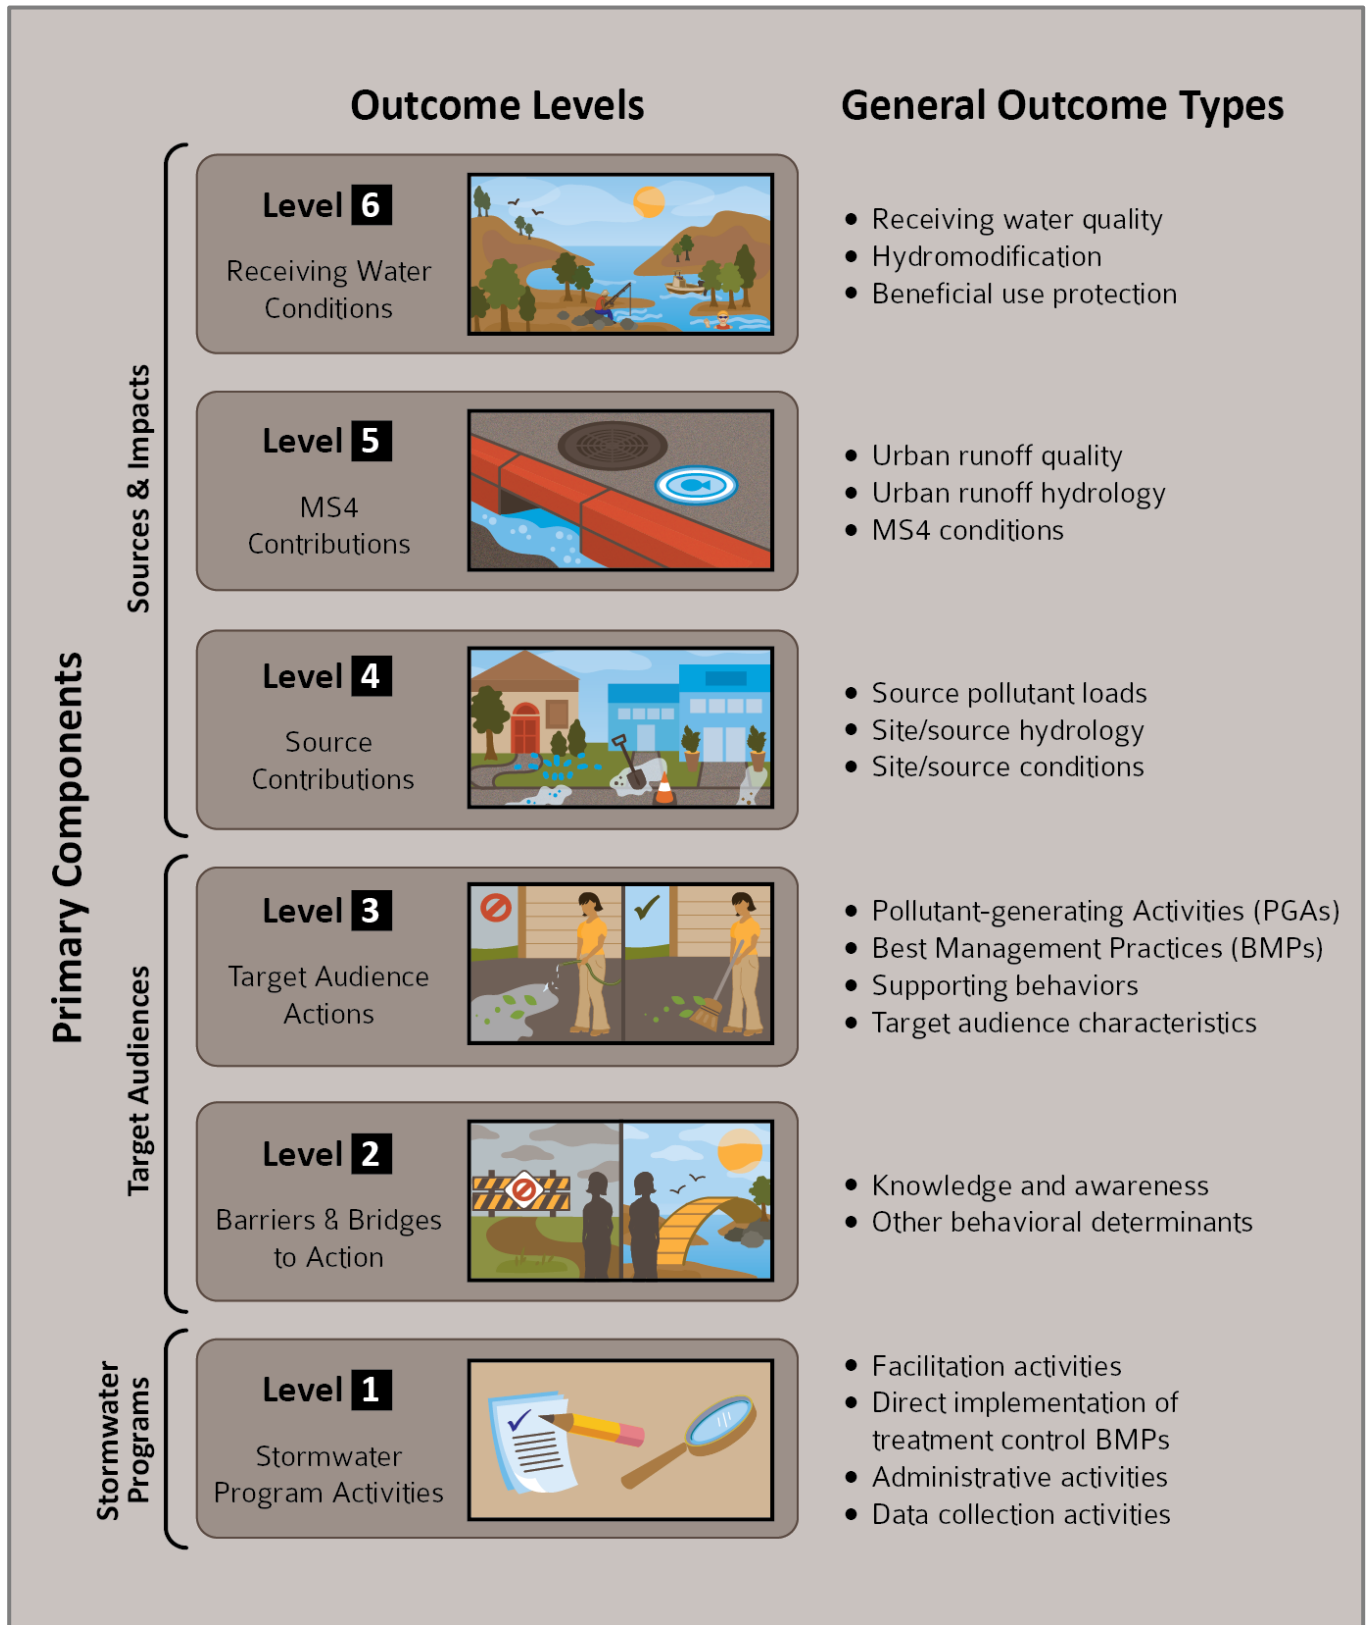 Outcome Levels
General Outcome Types
Primary Components
Sources & Impacts
Level 6
Receiving Water
Conditions
• Receiving water quality
• Hydromodification
• Beneficial use protection
Level 5
MS4
Contributions
• Urban runoff quality
• Urban runoff hydrology
• MS4 conditions
Level 4
Source
Contributions
• Source pollutant loads
• Site/source hydrology
• Site/source conditions
Target Audiences
Level 3
Target Audience
Actions
• Pollutant-generating Activities (PGAs)
• Best Management Practices (BMPs)
• Supporting behaviors
• Target audience characteristics
Level 2
Barriers & Bridges
to Action
• Knowledge and awareness
• Other behavioral determinants
Stormwater
Programs
Level 1
Stormwater
Program Activities
• Facilitation activities
• Direct implementation of
treatment control BMPs
• Administrative activities
• Data collection activities